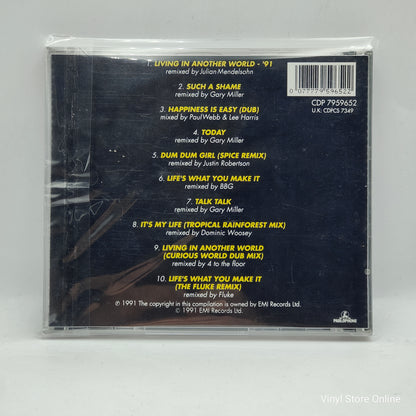 1. LIVING IN ANOTHER WORLD - '91
remixed by Julian Mendelsohn
2. SUCH A SHAME
remixed by Gary Miller
3. HAPPINESS IS EASY (DUB)
mixed by Paul Webb & Lee Harris
4. TODAY
remixed by Gary Miller
5. DUM DUM GIRL (SPICE REMIX)
remixed by Justin Robertson
6. LIFE'S WHAT YOU MAKE IT
remixed by BBG
7. TALK TALK
remixed by Gary Miller
8. IT'S MY LIFE (TROPICAL RAINFOREST MIX)
remixed by Dominic Woosey
9. LIVING IN ANOTHER WORLD
(CURIOUS WORLD DUB MIX)
remixed by 4 to the floor
10. LIFE'S WHAT YOU MAKE IT
(THE FLUKE REMIX)
remixed by Fluke
℗ 1991 The copyright in this compilation is owned by EMI Records Ltd.
© 1991 EMI Records Ltd.
0 077779 596522
CDP 7959652
U.K: CDPCS 7349
PARLOPHONE
Vinyl Store Online